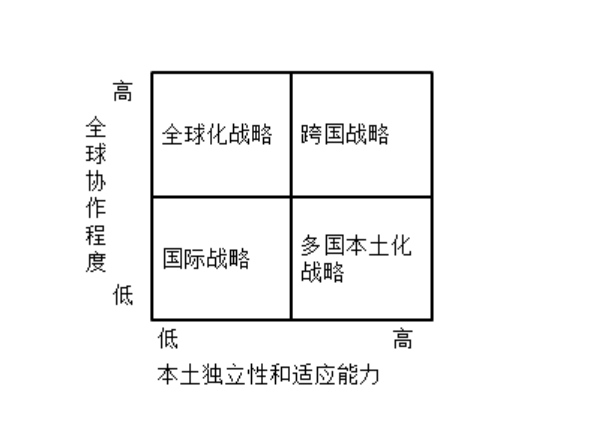 高
全球协作程度
低
全球化战略
跨国战略
国际战略
多国本土化
战略
低
高
本土独立性和适应能力